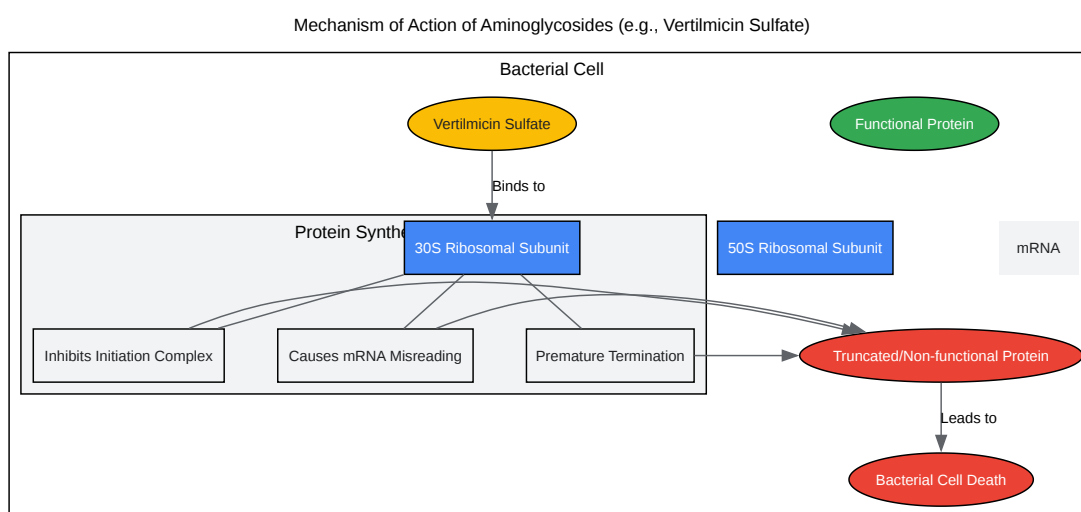 Mechanism of Action of Aminoglycosides (e.g., Vertilmicin Sulfate)
Bacterial Cell
Vertilmicin Sulfate
Functional Protein
Binds to
Protein
30S Ribosomal Subunit
50S Ribosomal Subunit
mRNA
Inhibits Initiation Complex
Causes mRNA Misreading
Premature Termination
Truncated/Non-functional Protein
Leads to
Bacterial Cell Death